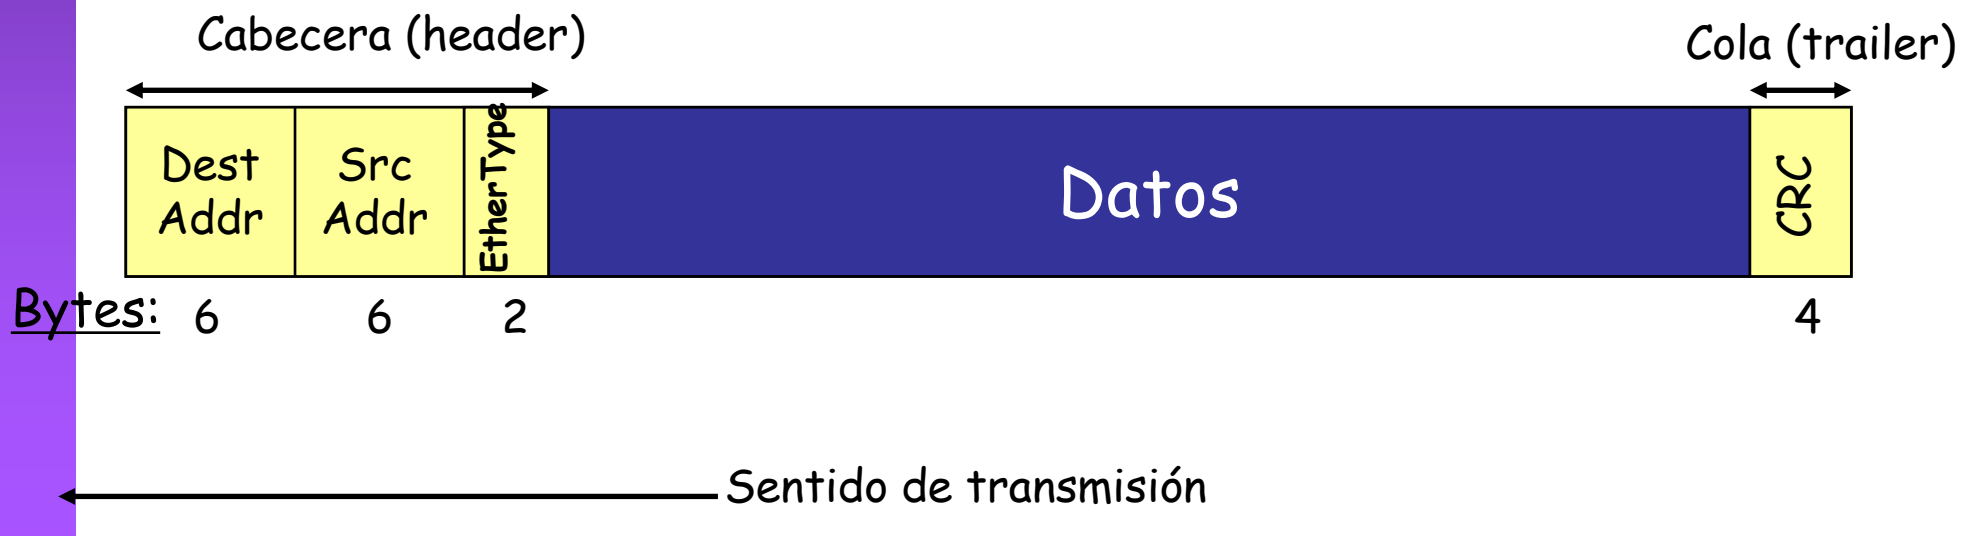 Cabecera (header)
Cola (trailer)
Dest
Addr
Src
Addr
EtherType
Datos
CRC
Bytes: 6 6 2 4
Sentido de transmisión